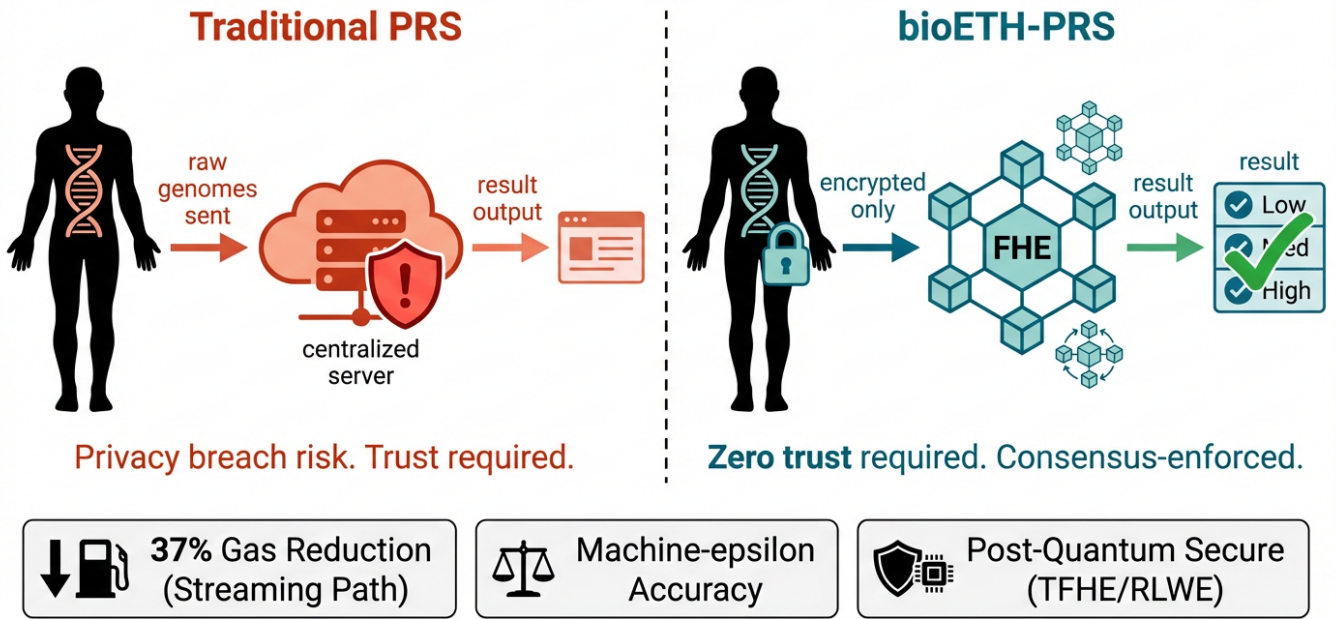 Traditional PRS
raw
genomes
sent
result
output
centralized
server
Privacy breach risk. Trust required.
bioETH-PRS
encrypted
only
FHE
result
output
result
Low
High
Zero trust required. Consensus-enforced.
37% Gas Reduction
(Streaming Path)
Machine-epsilon
Accuracy
Post-Quantum Secure
(TFHE/RLWE)